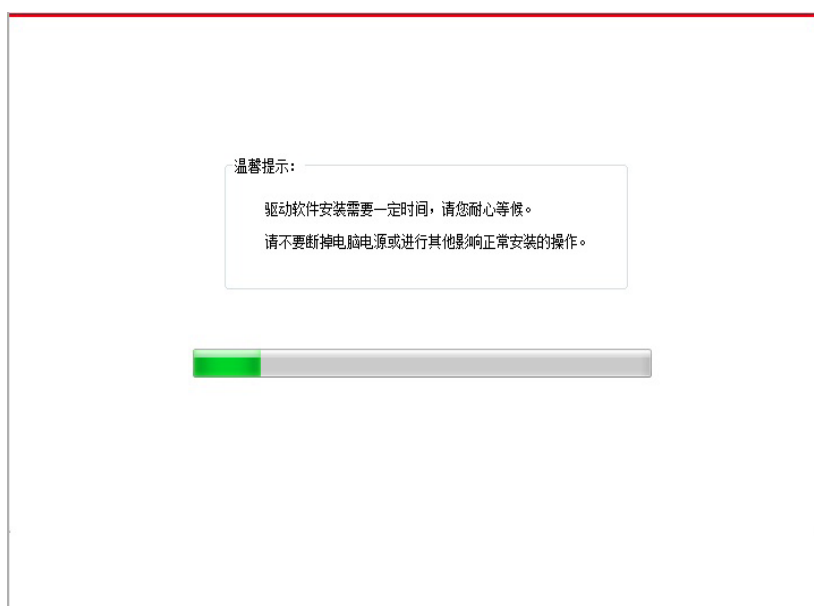 温馨提示:
驱动软件安装需要一定时间，请您耐心等候。
请不要断掉电脑电源或进行其他影响正常安装的操作。